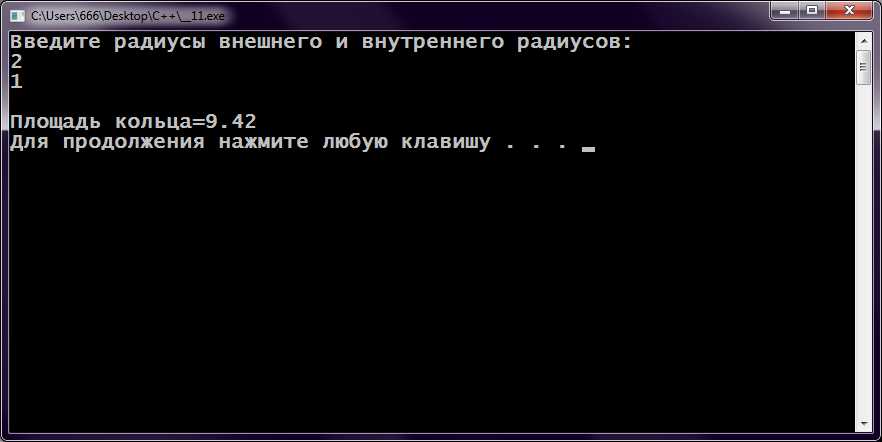 C:\Users\666\Desktop\C++\__11.exe
Введите радиусы внешнего и внутреннего радиусов:
2
1
Площадь кольца=9.42
Для продолжения нажмите любую клавишу . . .